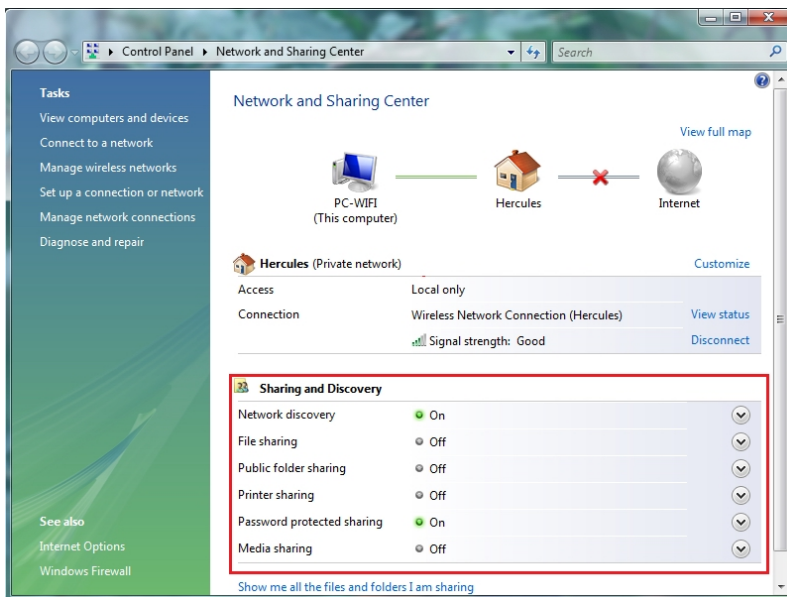 Control Panel
Network and Sharing Center
Search
Tasks
View computers and devices
Connect to a network
Manage wireless networks
Set up a connection or network
Manage network connections
Diagnose and repair
See also
Internet Options
Windows Firewall
Network and Sharing Center
View full map
PC-WIFI
(This computer)
Hercules
Internet
Hercules (Private network)
Customize
Access Local only
Connection Wireless Network Connection (Hercules) View status
Signal strength: Good Disconnect
Sharing and Discovery
Network discovery On
File sharing Off
Public folder sharing Off
Printer sharing Off
Password protected sharing On
Media sharing Off
Show me all the files and folders I am sharing